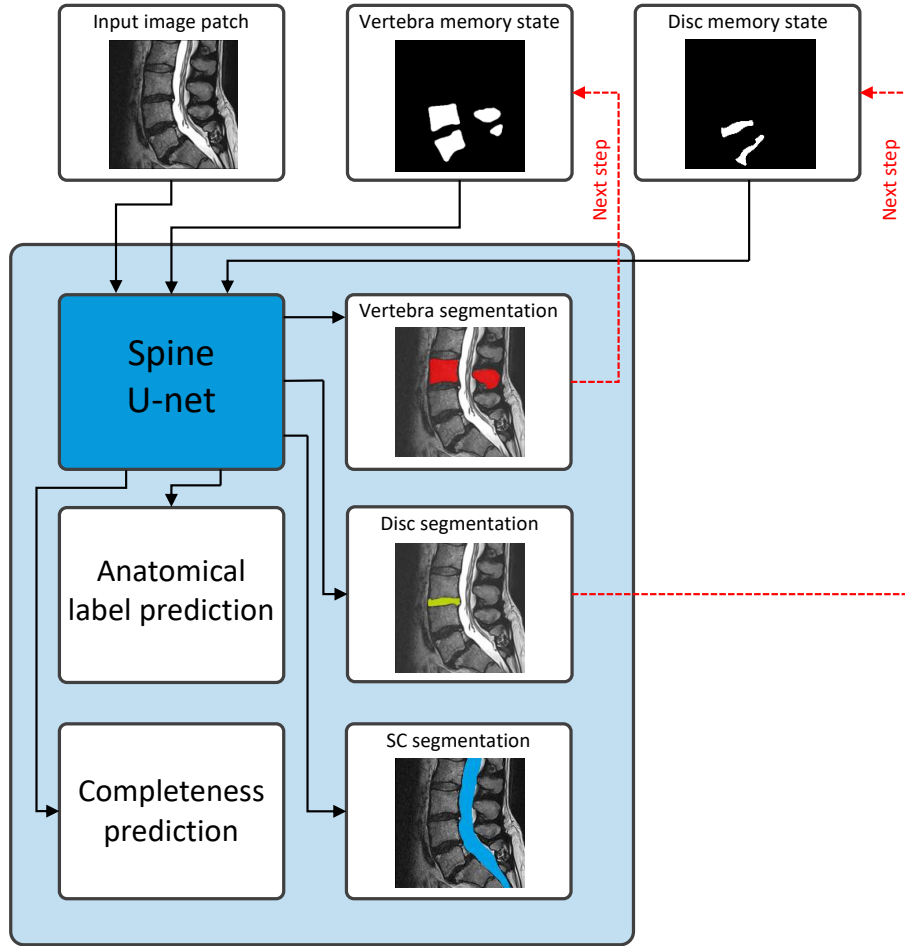 Input image patch
Vertebra memory state
Disc memory state
Next step
Next step
Spine
U-net
Vertebra segmentation
Anatomical
label prediction
Disc segmentation
Completeness
prediction
SC segmentation